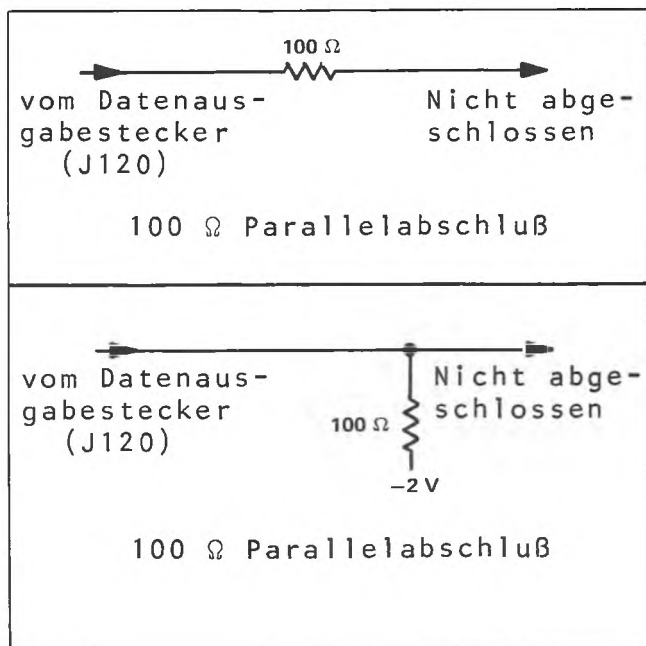 100 Ω
vom Datenaus-
gabestecker
(J120)
Nicht abge-
schlossen
100 Ω Parallelabschluß
vom Datenaus-
gabestecker
(J120)
Nicht abge-
schlossen
100 Ω
−2 V
100 Ω Parallelabschluß